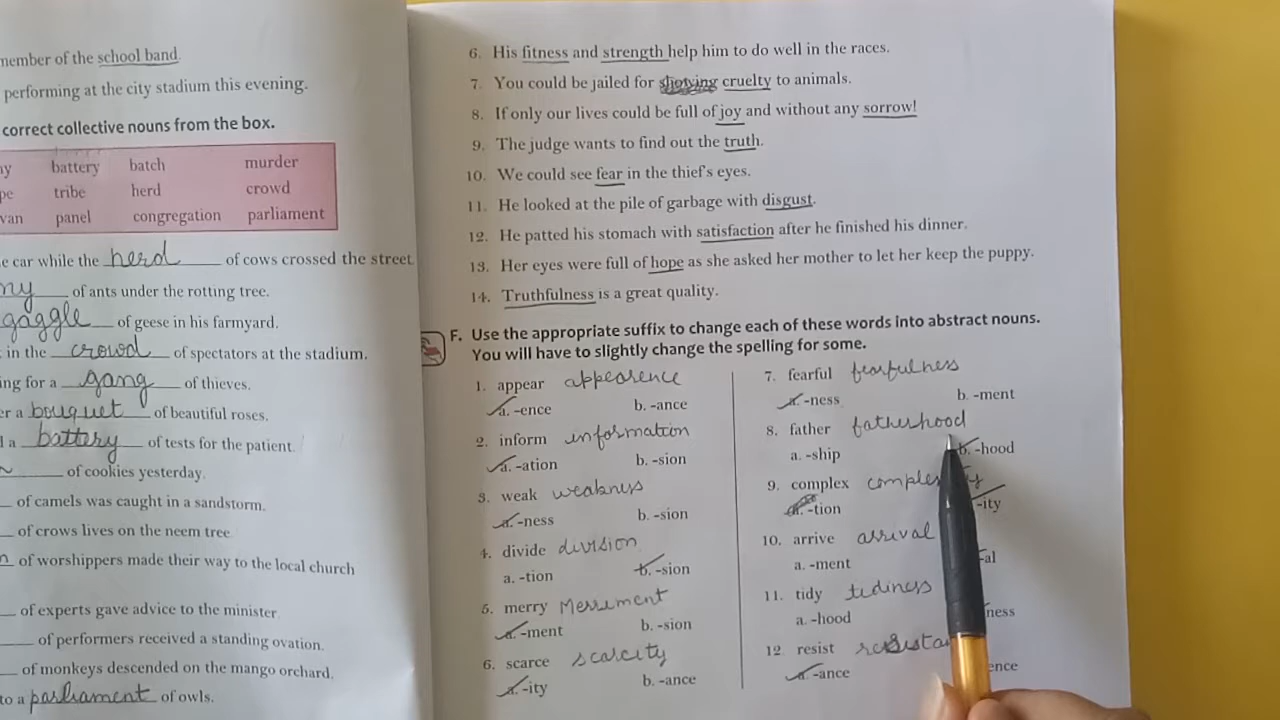 member of the school band.
performing at the city stadium this evening.
correct collective nouns from the box.
battery batch murder
tribe herd crowd
van panel congregation parliament
car while the herd of cows crossed the street.
of ants under the rotting tree.
gaggle of geese in his farmyard.
in the crowd of spectators at the stadium.
for a gang of thieves.
a bouquet of beautiful roses.
a battery of tests for the patient.
of cookies yesterday.
of camels was caught in a sandstorm.
of crows lives on the neem tree.
of worshippers made their way to the local church
of experts gave advice to the minister.
of performers received a standing ovation.
of monkeys descended on the mango orchard.
to a parliament of owls.
6. His fitness and strength help him to do well in the races.
7. You could be jailed for showing cruelty to animals.
8. If only our lives could be full of joy and without any sorrow!
9. The judge wants to find out the truth.
10. We could see fear in the thief's eyes.
11. He looked at the pile of garbage with disgust.
12. He patted his stomach with satisfaction after he finished his dinner.
13. Her eyes were full of hope as she asked her mother to let her keep the puppy.
14. Truthfulness is a great quality.
F. Use the appropriate suffix to change each of these words into abstract nouns.
You will have to slightly change the spelling for some.
1. appear appearence
a. -ence b. -ance
2. inform information
a. -ation b. -sion
3. weak weakness
a. -ness b. -sion
4. divide division
a. -tion b. -sion
5. merry Merriment
a. -ment b. -sion
6. scarce scarcity
a. -ity b. -ance
7. fearful fearfulness
a. -ness b. -ment
8. father fatherhood
a. -ship b. -hood
9. complex
a. -tion -ity
10. arrive arrival
a. -ment -al
11. tidy tidiness
a. -hood ness
12. resist
a. -ance ence